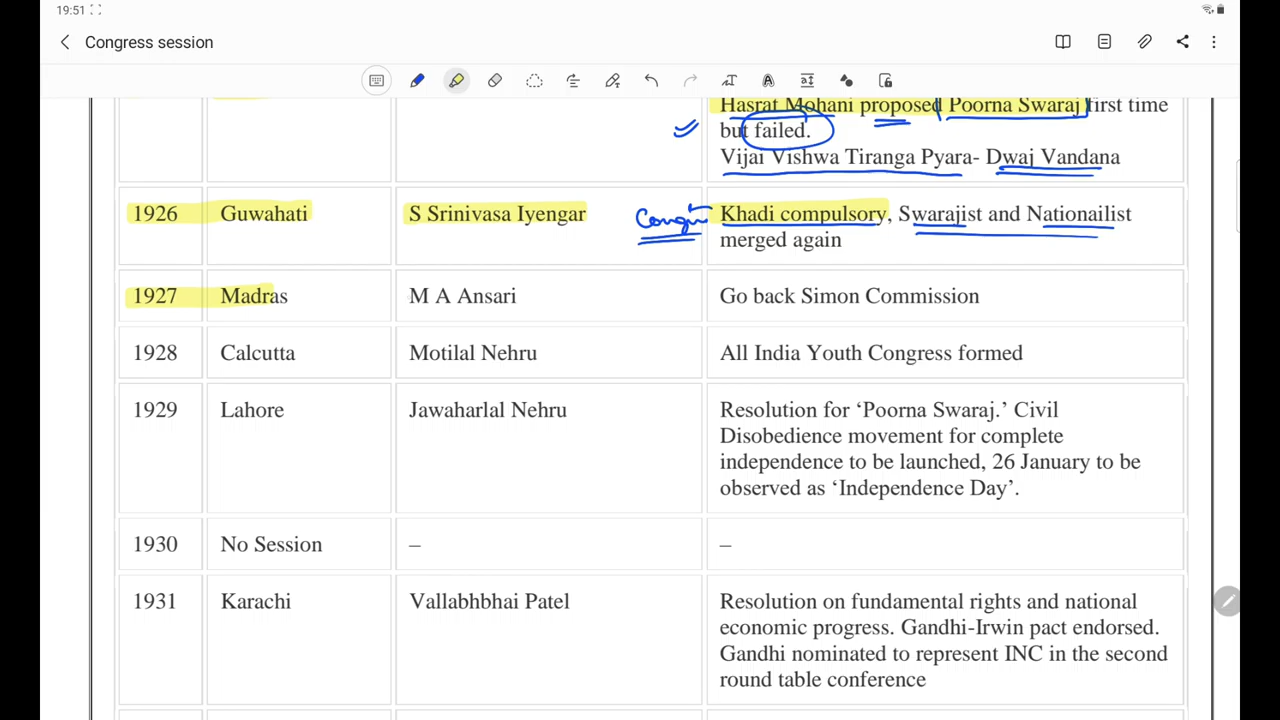 19:51
Congress session
Hasrat Mohani proposed Poorna Swaraj first time
but failed.
Vijai Vishwa Tiranga Pyara- Dwaj Vandana
1926 Guwahati S Srinivasa Iyengar Khadi compulsory, Swarajist and Nationailist
merged again
1927 Madras M A Ansari Go back Simon Commission
1928 Calcutta Motilal Nehru All India Youth Congress formed
1929 Lahore Jawaharlal Nehru Resolution for ‘Poorna Swaraj.’ Civil
Disobedience movement for complete
independence to be launched, 26 January to be
observed as ‘Independence Day’.
1930 No Session – –
1931 Karachi Vallabhbhai Patel Resolution on fundamental rights and national
economic progress. Gandhi-Irwin pact endorsed.
Gandhi nominated to represent INC in the second
round table conference